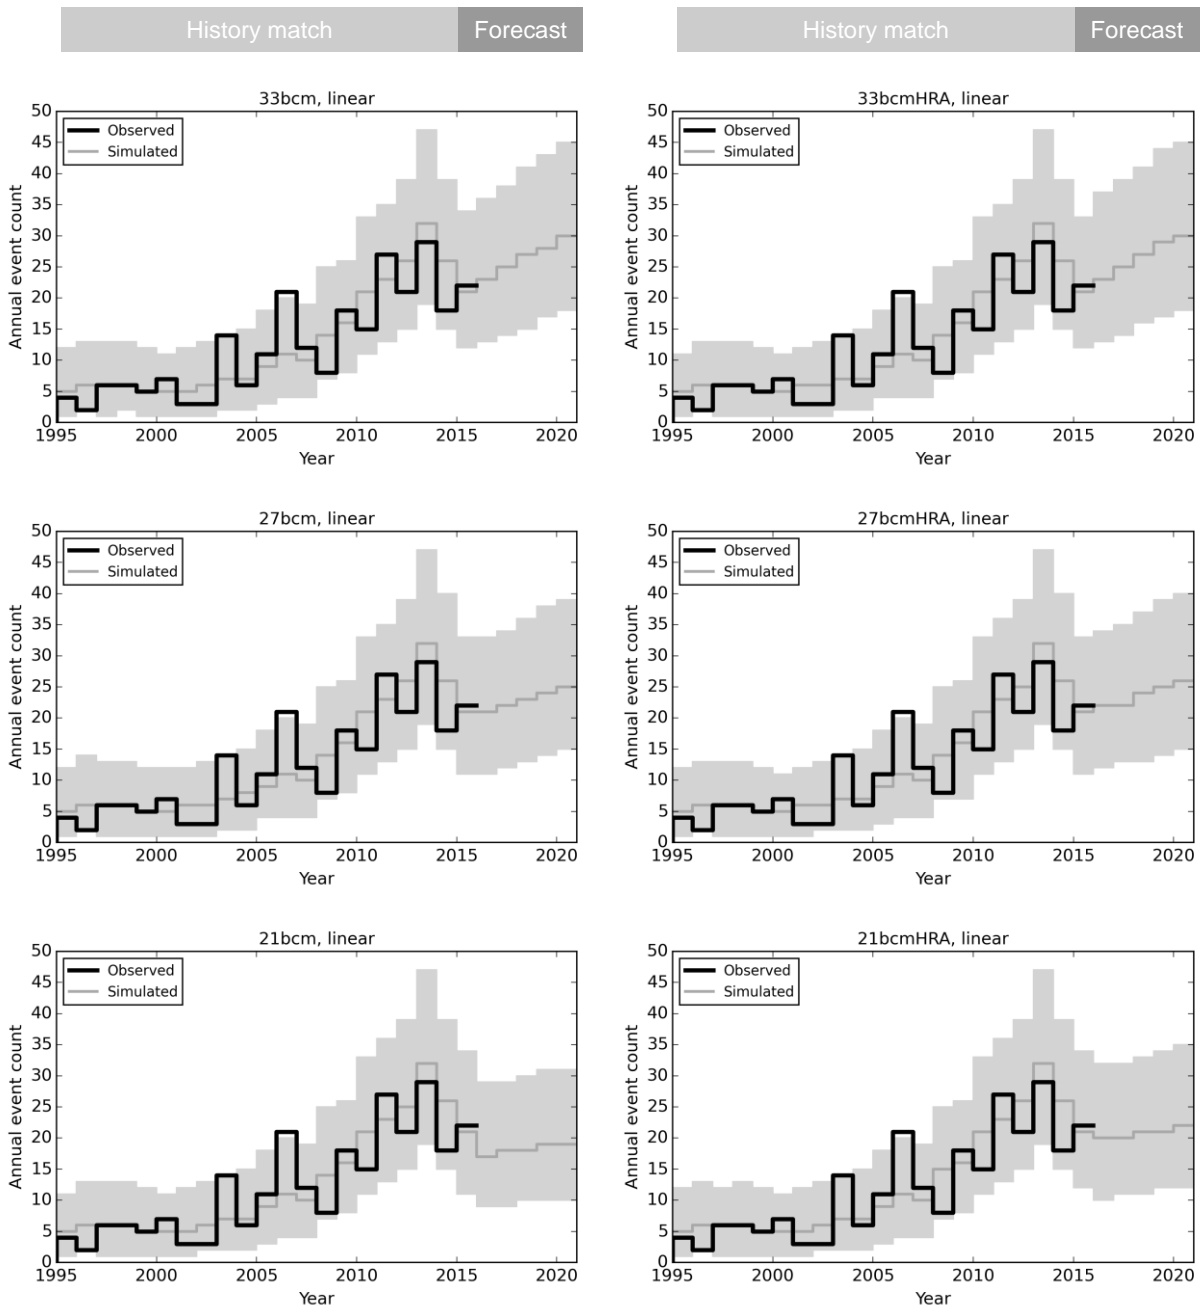 History match Forecast History match Forecast
33bcm, linear
50
45
40
35
30
25
20
15
10
5
0
Annual event count
Observed
Simulated
1995 2000 2005 2010 2015 2020
Year
33bcmHRA, linear
50
45
40
35
30
25
20
15
10
5
0
Annual event count
Observed
Simulated
1995 2000 2005 2010 2015 2020
Year
27bcm, linear
50
45
40
35
30
25
20
15
10
5
0
Annual event count
Observed
Simulated
1995 2000 2005 2010 2015 2020
Year
27bcmHRA, linear
50
45
40
35
30
25
20
15
10
5
0
Annual event count
Observed
Simulated
1995 2000 2005 2010 2015 2020
Year
21bcm, linear
50
45
40
35
30
25
20
15
10
5
0
Annual event count
Observed
Simulated
1995 2000 2005 2010 2015 2020
Year
21bcmHRA, linear
50
45
40
35
30
25
20
15
10
5
0
Annual event count
Observed
Simulated
1995 2000 2005 2010 2015 2020
Year